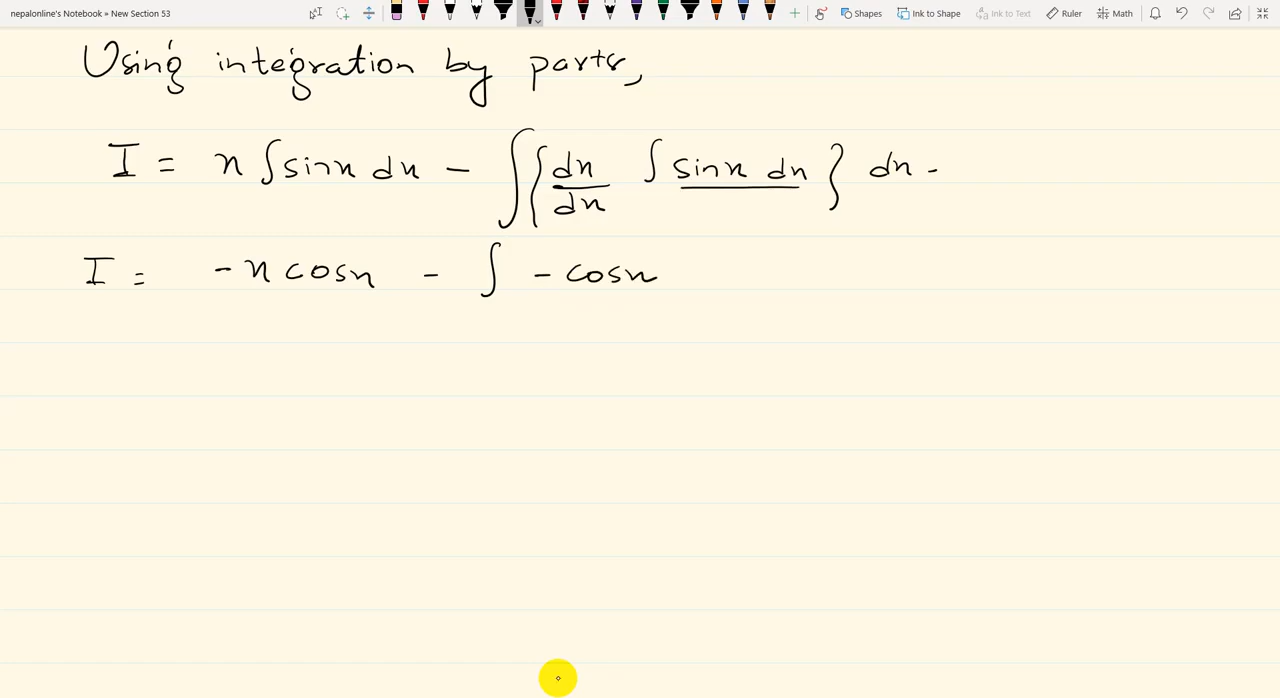 nepalonline's Notebook » New Section 53
Shapes Ink to Shape Ink to Text Ruler Math
Using integration by parts,
I = x ∫ sinx dx - ∫ { dx/dx ∫ sinx dx } dx -
I = - x cosx - ∫ - cosx